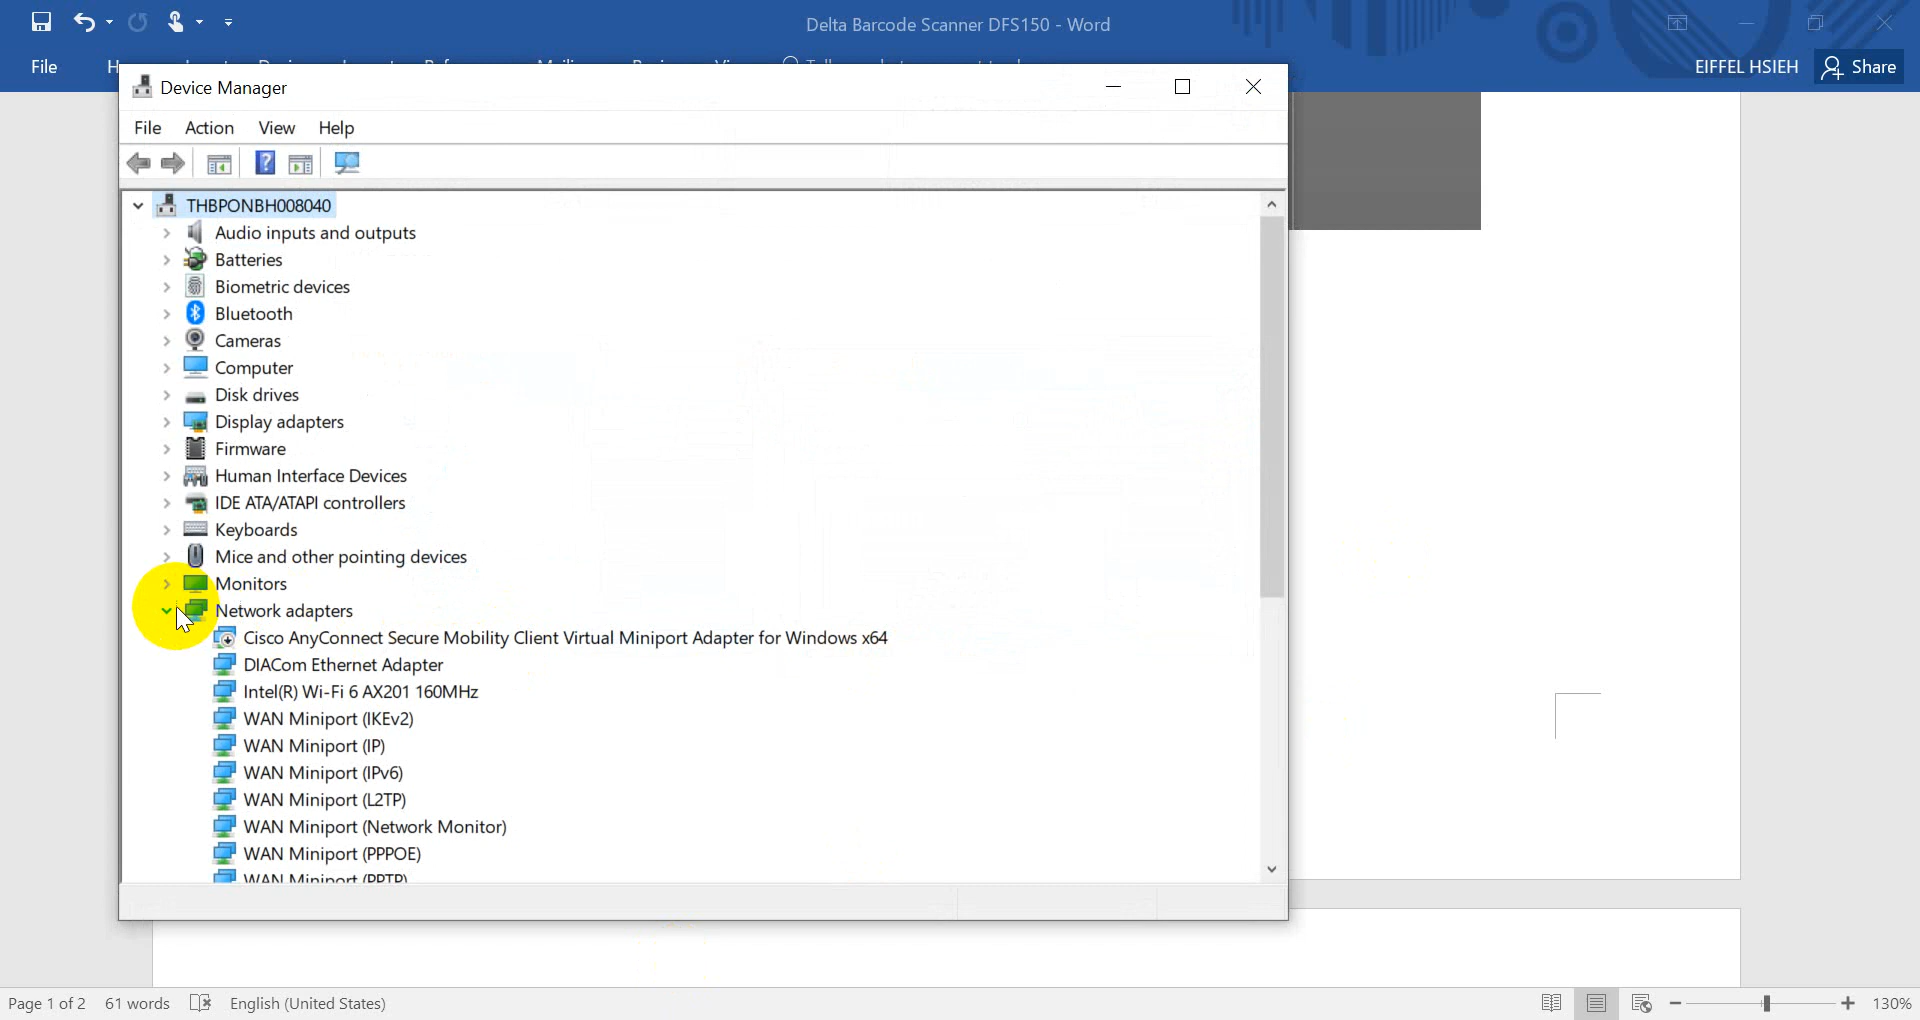 Delta Barcode Scanner DFS150 - Word
File
EIFFEL HSIEH
Share
Device Manager
File Action View Help
THBPONBH008040
Audio inputs and outputs
Batteries
Biometric devices
Bluetooth
Cameras
Computer
Disk drives
Display adapters
Firmware
Human Interface Devices
IDE ATA/ATAPI controllers
Keyboards
Mice and other pointing devices
Monitors
Network adapters
Cisco AnyConnect Secure Mobility Client Virtual Miniport Adapter for Windows x64
DIACom Ethernet Adapter
Intel(R) Wi-Fi 6 AX201 160MHz
WAN Miniport (IKEv2)
WAN Miniport (IP)
WAN Miniport (IPv6)
WAN Miniport (L2TP)
WAN Miniport (Network Monitor)
WAN Miniport (PPPOE)
WAN Miniport (PPTP)
Page 1 of 2 61 words English (United States) 130%